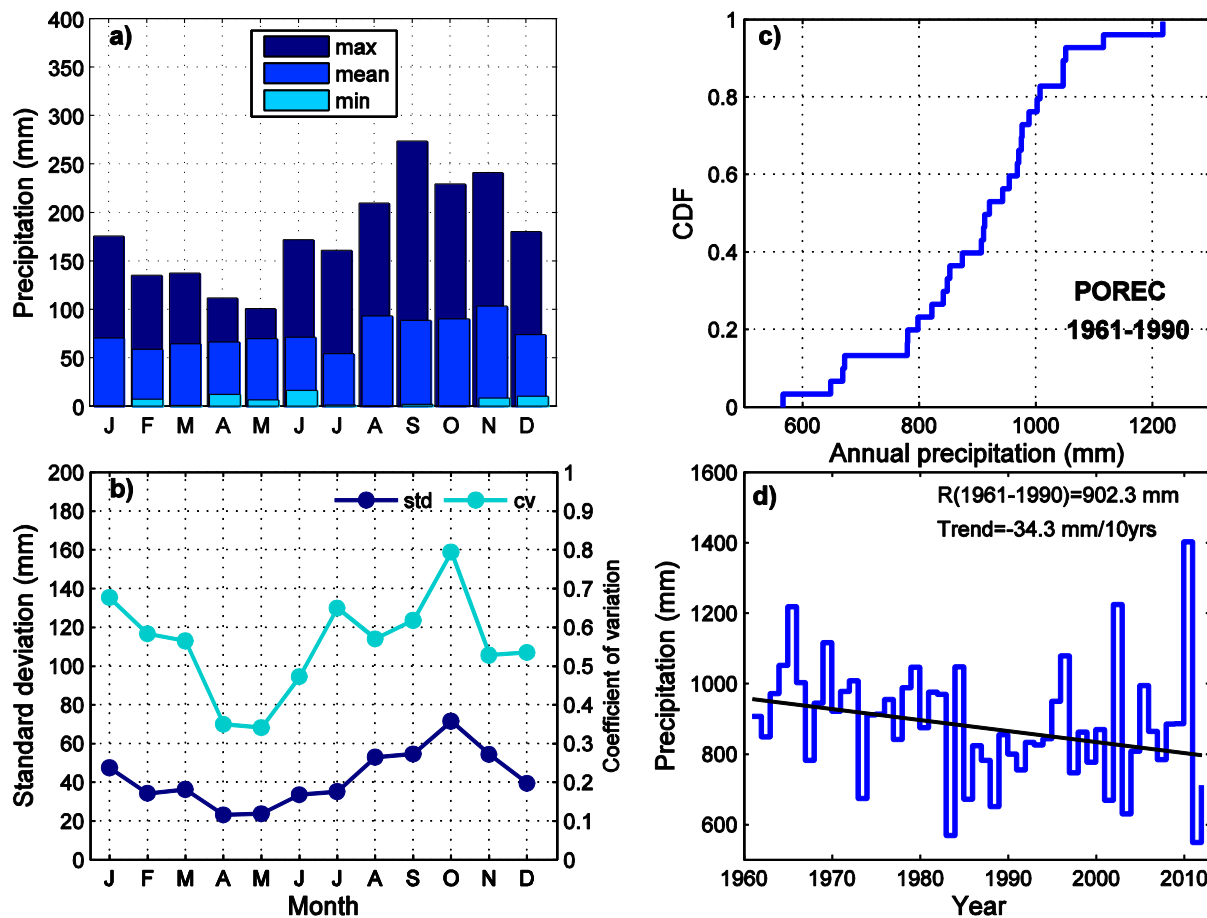 a)
max
mean
min
Precipitation (mm)
400
350
300
250
200
150
100
50
0
J F M A M J J A S O N D
c)
CDF
1
0.8
0.6
0.4
0.2
0
POREC
1961-1990
600 800 1000 1200
Annual precipitation (mm)
b)
std cv
Standard deviation (mm)
200
180
160
140
120
100
80
60
40
20
0
1
0.9
0.8
0.7
0.6
0.5
0.4
0.3
0.2
0.1
0
Coefficient of variation
J F M A M J J A S O N D
Month
d)
R(1961-1990)=902.3 mm
Trend=-34.3 mm/10yrs
Precipitation (mm)
1600
1400
1200
1000
800
600
1960 1970 1980 1990 2000 2010
Year